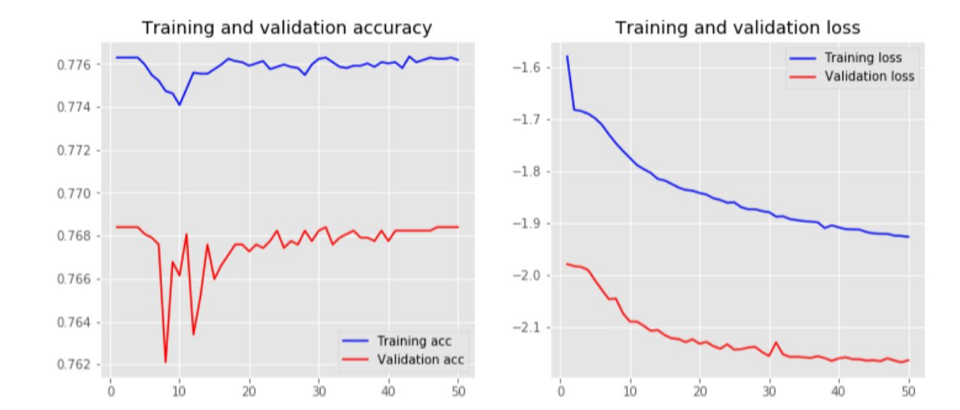 Training and validation accuracy
0.776
0.774
0.772
0.770
0.768
0.766
0.764
0.762
Training acc
Validation acc
0 10 20 30 40 50
Training and validation loss
Training loss
Validation loss
−1.6
−1.7
−1.8
−1.9
−2.0
−2.1
0 10 20 30 40 50